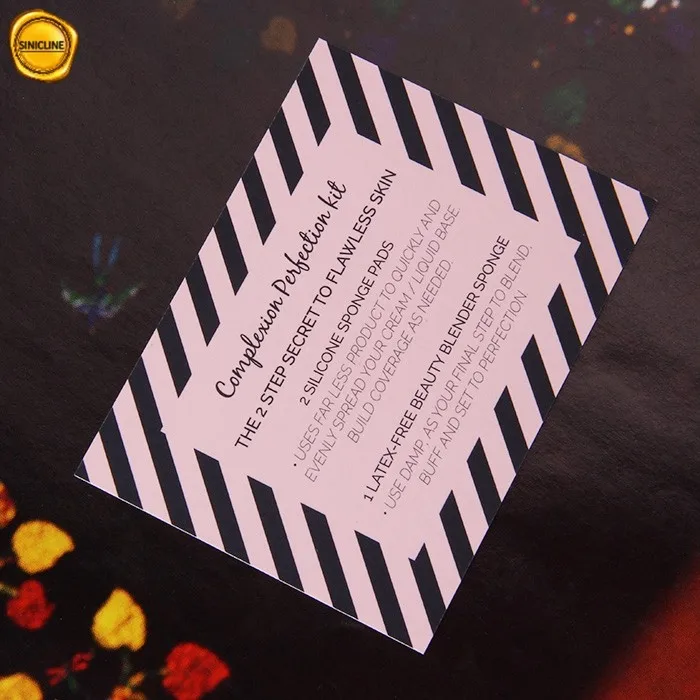 SINICLINE
Complexion Perfection kit
THE 2 STEP SECRET TO FLAWLESS SKIN
2 SILICONE SPONGE PADS
• USES FAR LESS PRODUCT TO QUICKLY AND
EVENLY SPREAD YOUR CREAM / LIQUID BASE.
BUILD COVERAGE AS NEEDED.
1 LATEX-FREE BEAUTY BLENDER SPONGE
• USE DAMP, AS YOUR FINAL STEP TO BLEND,
BUFF AND SET TO PERFECTION.